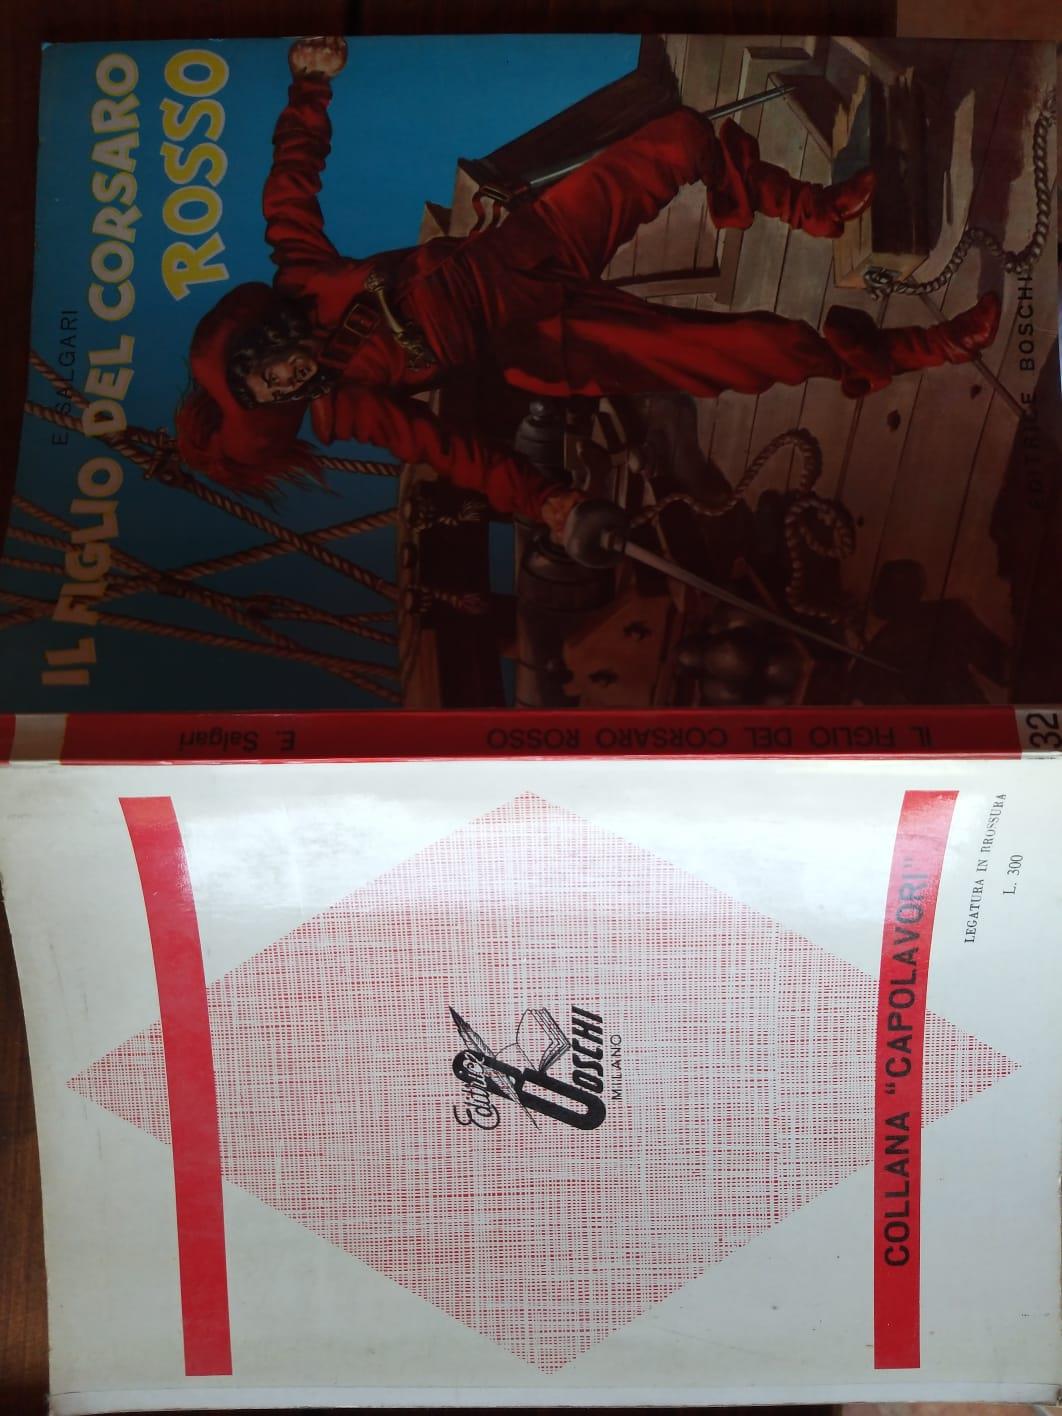 E. SALGARI
IL FIGLIO DEL CORSARO
ROSSO
EDITRICE BOSCHI
E. Salgari
IL FIGLIO DEL CORSARO ROSSO
32
Editrice
BOSCHI
MILANO
COLLANA "CAPOLAVORI"
LEGATURA IN BROSSURA
L. 300